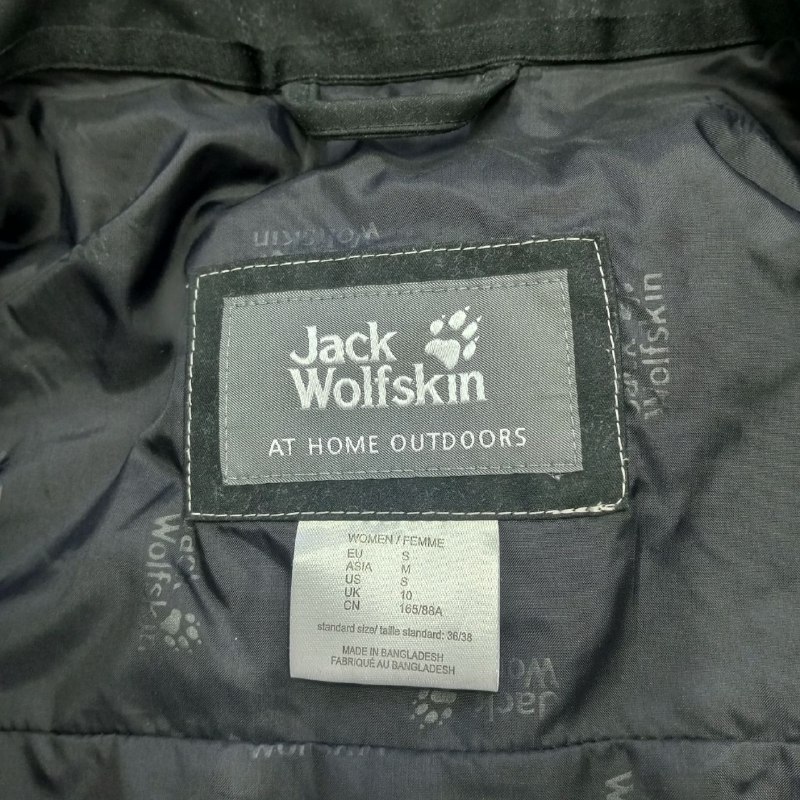 Wolfskin
Wolfskin
Jack
Wolfskin
AT HOME OUTDOORS
Jack
Wolfskin
WOMEN / FEMME
EU S
ASIA M
US S
UK 10
CN 165/88A
standard size/ taille standard: 36/38
MADE IN BANGLADESH
FABRIQUÉ AU BANGLADESH
Jack